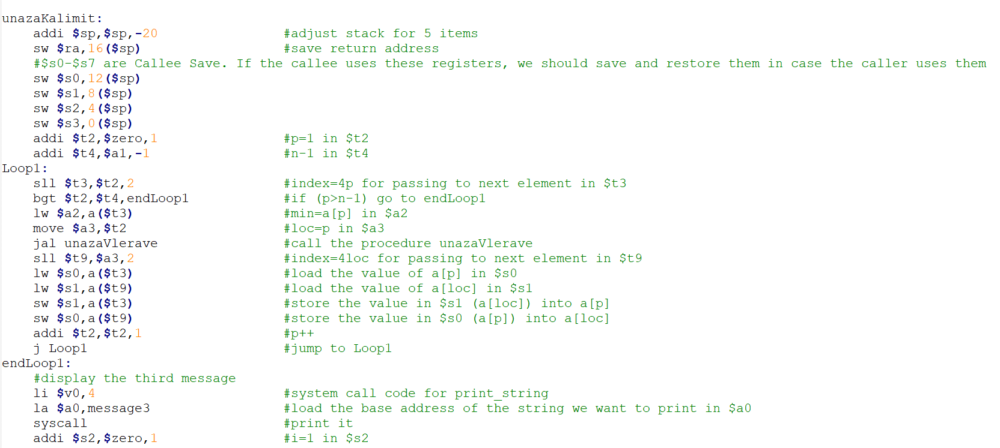 unazaKalimit:
addi $sp,$sp,-20 #adjust stack for 5 items
sw $ra,16($sp) #save return address
#$s0-$s7 are Callee Save. If the callee uses these registers, we should save and restore them in case the caller uses them
sw $s0,12($sp)
sw $s1,8($sp)
sw $s2,4($sp)
sw $s3,0($sp)
addi $t2,$zero,1 #p=1 in $t2
addi $t4,$a1,-1 #n-1 in $t4
Loop1:
sll $t3,$t2,2 #index=4p for passing to next element in $t3
bgt $t2,$t4,endLoop1 #if (p>n-1) go to endLoop1
lw $a2,a($t3) #min=a[p] in $a2
move $a3,$t2 #loc=p in $a3
jal unazaVlerave #call the procedure unazaVlerave
sll $t9,$a3,2 #index=4loc for passing to next element in $t9
lw $s0,a($t3) #load the value of a[p] in $s0
lw $s1,a($t9) #load the value of a[loc] in $s1
sw $s1,a($t3) #store the value in $s1 (a[loc]) into a[p]
sw $s0,a($t9) #store the value in $s0 (a[p]) into a[loc]
addi $t2,$t2,1 #p++
j Loop1 #jump to Loop1
endLoop1:
#display the third message
li $v0,4 #system call code for print_string
la $a0,message3 #load the base address of the string we want to print in $a0
syscall #print it
addi $s2,$zero,1 #i=1 in $s2